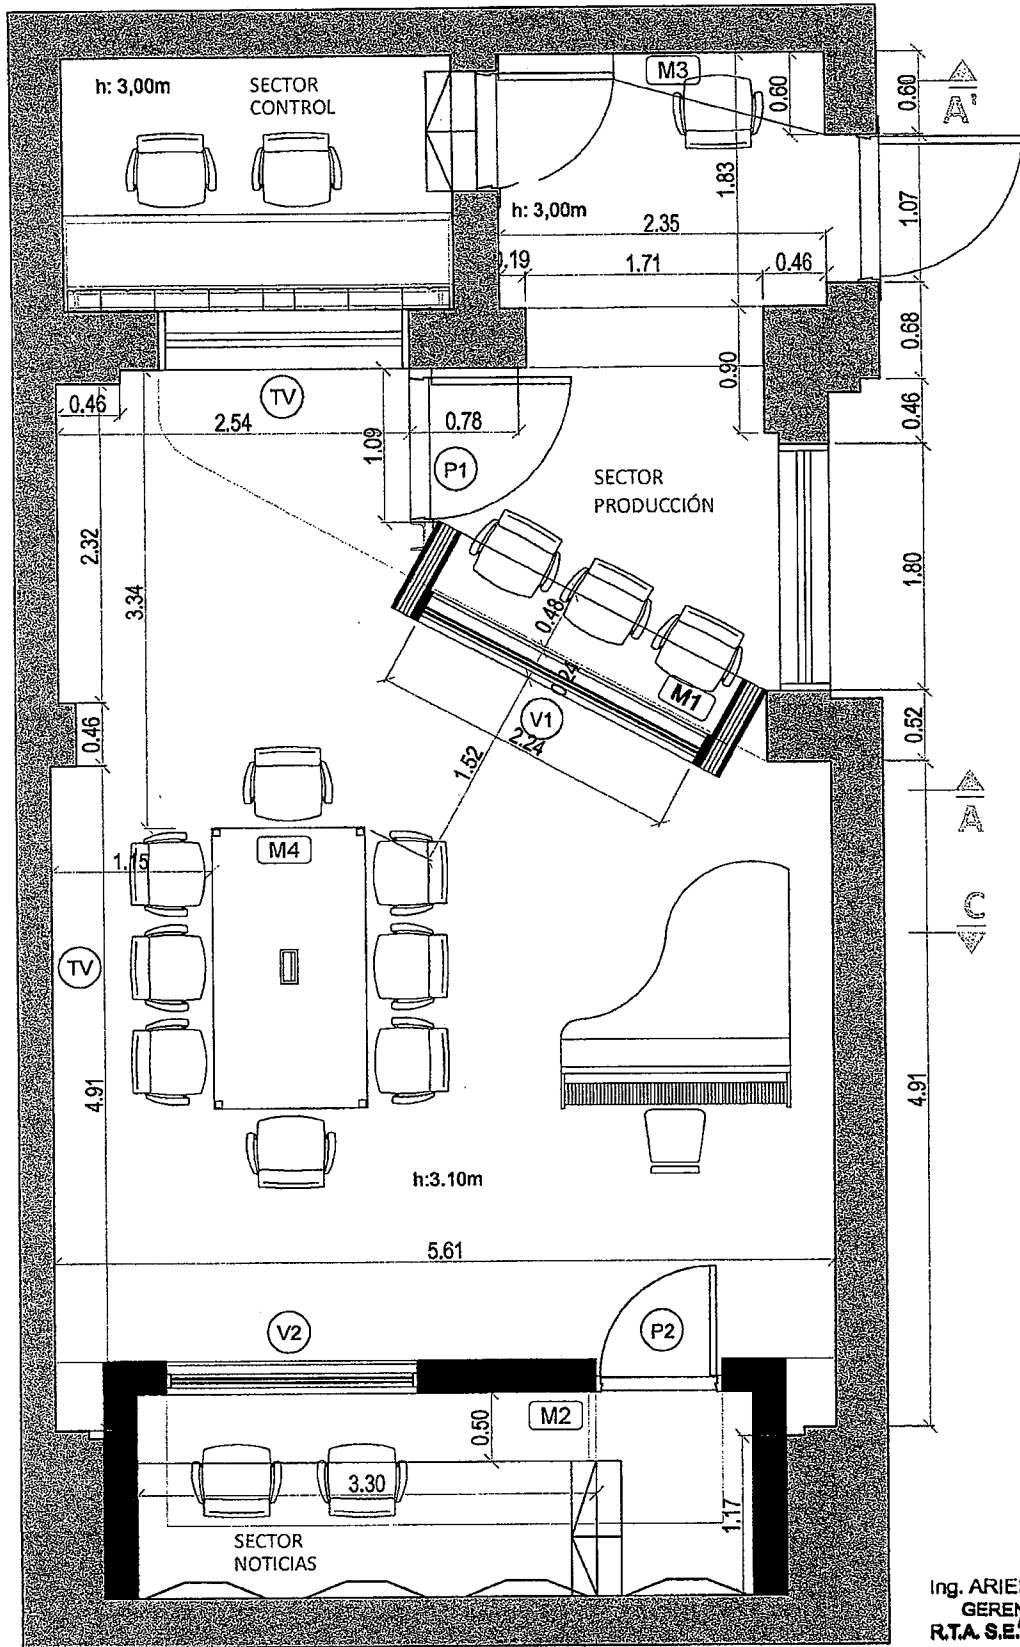 h: 3,00m
SECTOR
CONTROL
M3
0.60
0.60
A'
1.83
1.07
h: 3,00m
2.35
0.19
1.71
0.46
0.68
0.90
0.46
0.46
TV
2.54
0.78
1.09
P1
SECTOR
PRODUCCIÓN
2.32
3.34
1.80
0.48
0.24
M1
V1
2.24
0.46
0.52
1.52
A
M4
1.15
C
TV
4.91
4.91
h:3.10m
5.61
V2
P2
M2
0.50
3.30
1.17
SECTOR
NOTICIAS
Ing.
R.T.A.